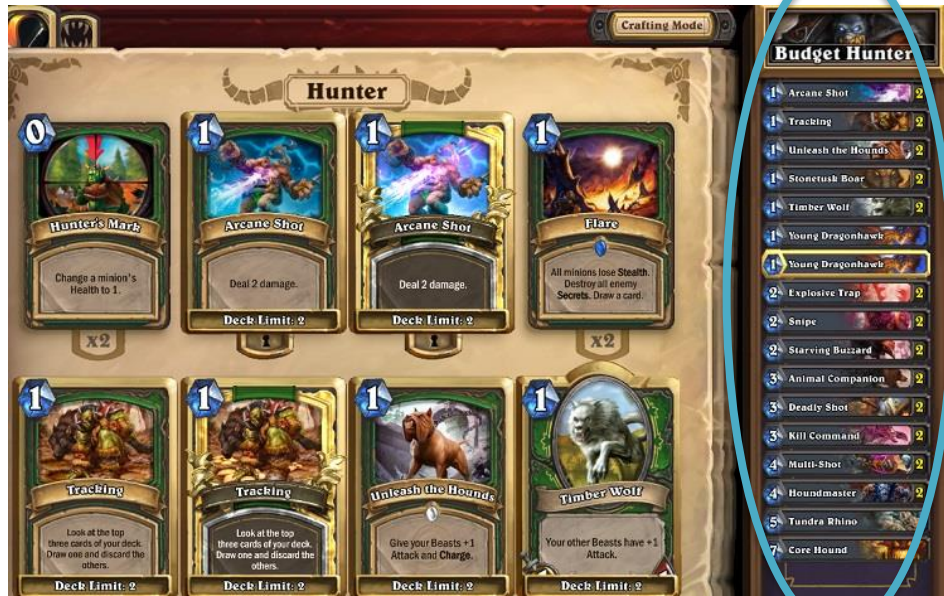 Crafting Mode
Hunter
0
Hunter's Mark
Change a minion's
Health to 1.
x2
1
Arcane Shot
Deal 2 damage.
Deck Limit: 2
1
Arcane Shot
Deal 2 damage.
Deck Limit: 2
1
Flare
All minions lose Stealth.
Destroy all enemy
Secrets. Draw a card.
x2
1
Tracking
Look at the top
three cards of your deck.
Draw one and discard the
others.
Deck Limit: 2
1
Tracking
Look at the top
three cards of your deck.
Draw one and discard the
others.
Deck Limit: 2
1
Unleash the Hounds
Give your Beasts +1
Attack and Charge.
Deck Limit: 2
1
Timber Wolf
Your other Beasts have +1
Attack.
Deck Limit: 2
Budget Hunter
1 Arcane Shot 2
1 Tracking 2
1 Unleash the Hounds 2
1 Stonetusk Boar 2
1 Timber Wolf 2
1 Young Dragonhawk
1 Young Dragonhawk
2 Explosive Trap 2
2 Snipe 2
2 Starving Buzzard 2
3 Animal Companion 2
3 Deadly Shot 2
3 Kill Command 2
4 Multi-Shot 2
4 Houndmaster 2
5 Tundra Rhino
7 Core Hound